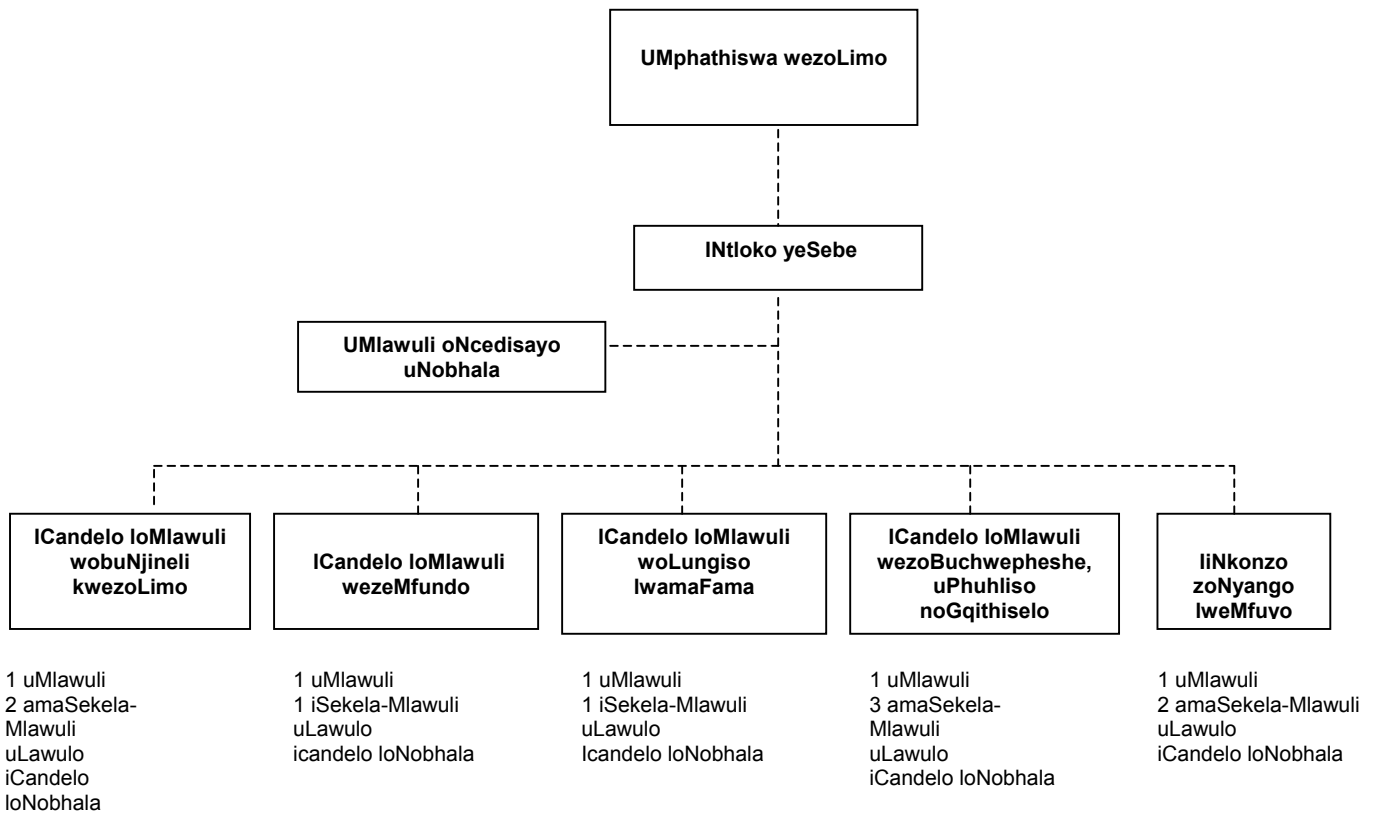 UMphathiswa wezoLimo
INtloko yeSebe
UMlawuli oNcedisayo
uNobhala
ICandelo loMlawuli
wobuNjineli
kwezoLimo
ICandelo loMlawuli
wezeMfundo
ICandelo loMlawuli
woLungiso
lwamaFama
ICandelo loMlawuli
wezoBuchwepheshe,
uPhuhliso
noGqithiselo
IiNkonzo
zoNyango
lweMfuyo
1 uMlawuli
2 amaSekela-
Mlawuli
uLawulo
iCandelo
loNobhala
1 uMlawuli
1 iSekela-Mlawuli
uLawulo
icandelo loNobhala
1 uMlawuli
1 iSekela-Mlawuli
uLawulo
Icandelo loNobhala
1 uMlawuli
3 amaSekela-
Mlawuli
uLawulo
iCandelo loNobhala
1 uMlawuli
2 amaSekela-Mlawuli
uLawulo
iCandelo loNobhala